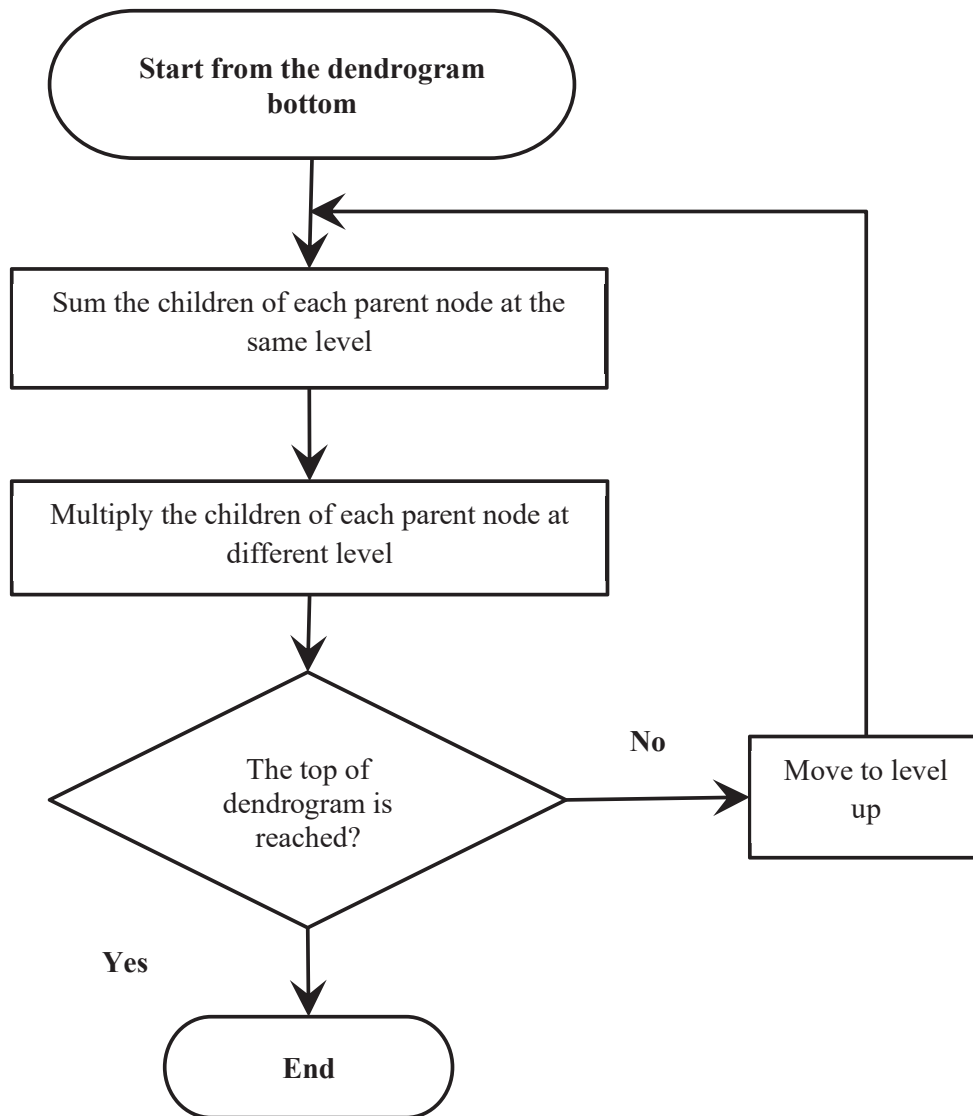 Start from the dendrogram
bottom
Sum the children of each parent node at the
same level
Multiply the children of each parent node at
different level
The top of
dendrogram is
reached?
No
Move to level
up
Yes
End